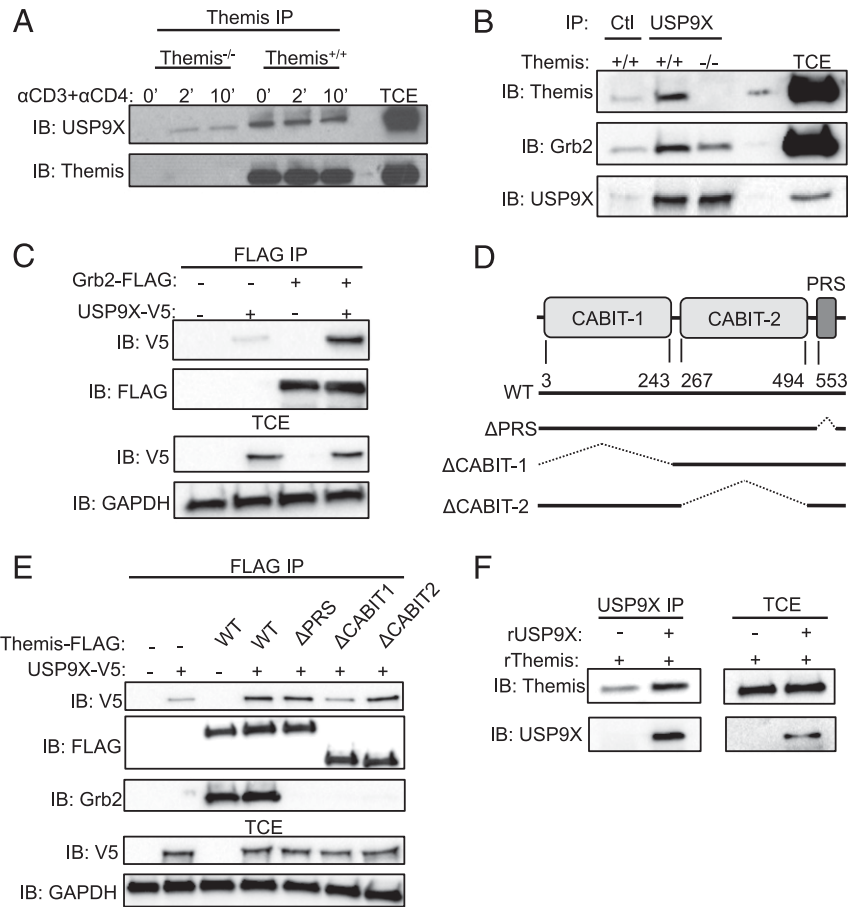 A
Themis IP
Themis-/- Themis+/+
αCD3+αCD4: 0' 2' 10' 0' 2' 10' TCE
IB: USP9X
IB: Themis
B
IP: Ctl USP9X
Themis: +/+ +/+ -/- TCE
IB: Themis
IB: Grb2
IB: USP9X
C
FLAG IP
Grb2-FLAG: - - + +
USP9X-V5: - + - +
IB: V5
IB: FLAG
TCE
IB: V5
IB: GAPDH
D
PRS
CABIT-1 CABIT-2
3 243 267 494 553
WT
ΔPRS
ΔCABIT-1
ΔCABIT-2
E
FLAG IP
Themis-FLAG: - - WT WT ΔPRS ΔCABIT1 ΔCABIT2
USP9X-V5: - + - + + + +
IB: V5
IB: FLAG
IB: Grb2
TCE
IB: V5
IB: GAPDH
F
USP9X IP TCE
rUSP9X: - + - +
rThemis: + + + +
IB: Themis
IB: USP9X